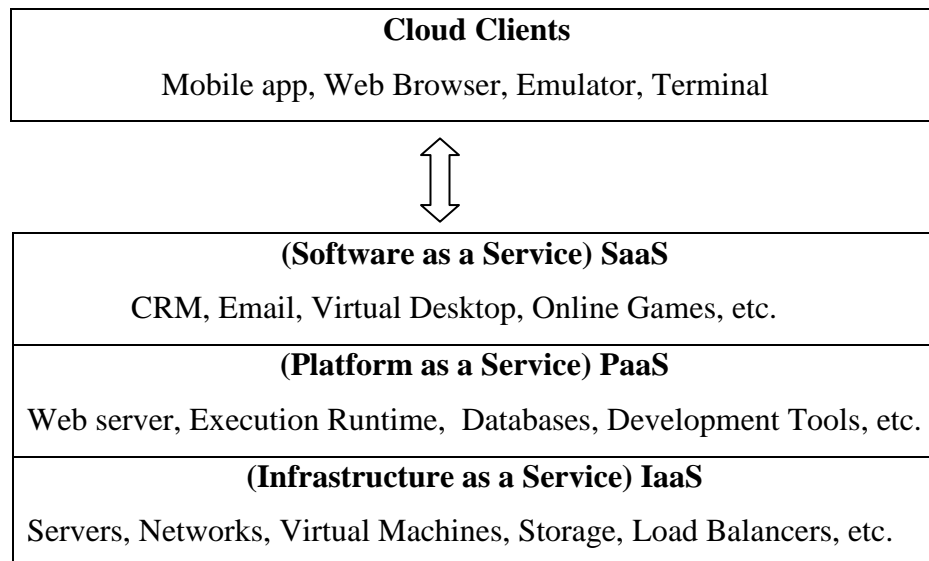 Cloud Clients
Mobile app, Web Browser, Emulator, Terminal
(Software as a Service) SaaS
CRM, Email, Virtual Desktop, Online Games, etc.
(Platform as a Service) PaaS
Web server, Execution Runtime,  Databases, Development Tools, etc.
(Infrastructure as a Service) IaaS
Servers, Networks, Virtual Machines, Storage, Load Balancers, etc.